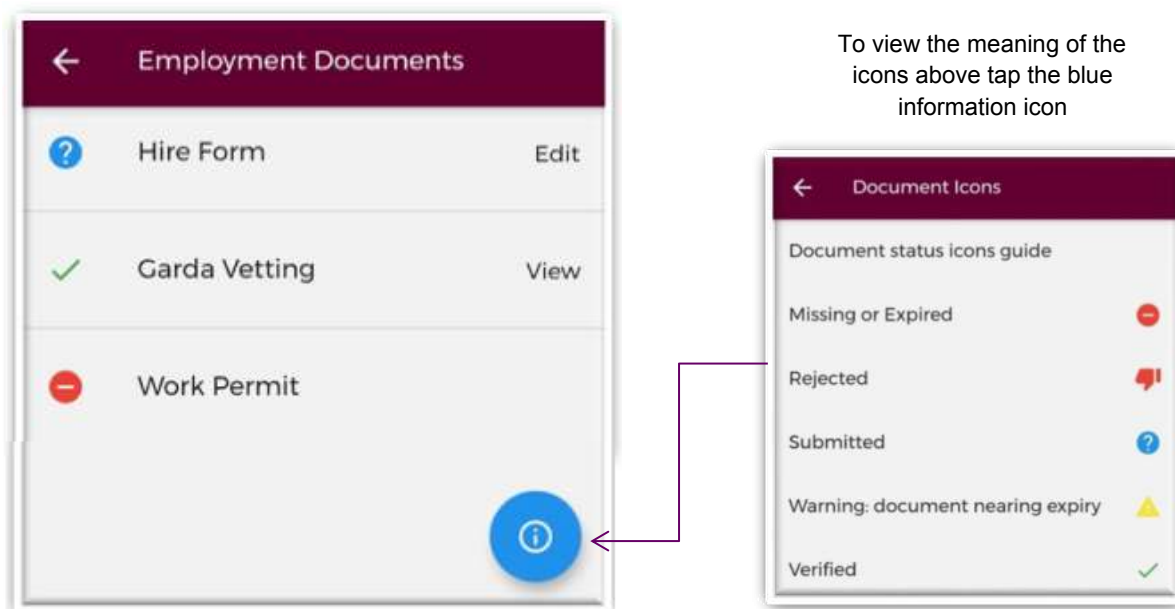 Employment Documents
Hire Form Edit
Garda Vetting View
Work Permit
To view the meaning of the
icons above tap the blue
information icon
Document Icons
Document status icons guide
Missing or Expired
Rejected
Submitted
Warning: document nearing expiry
Verified